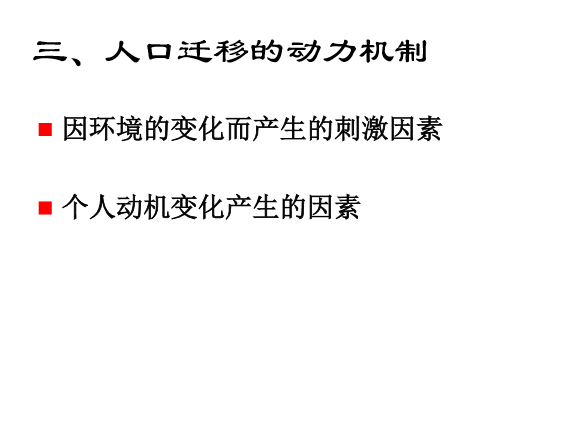 三、人口迁移的动力机制
因环境的变化而产生的刺激因素
个人动机变化产生的因素